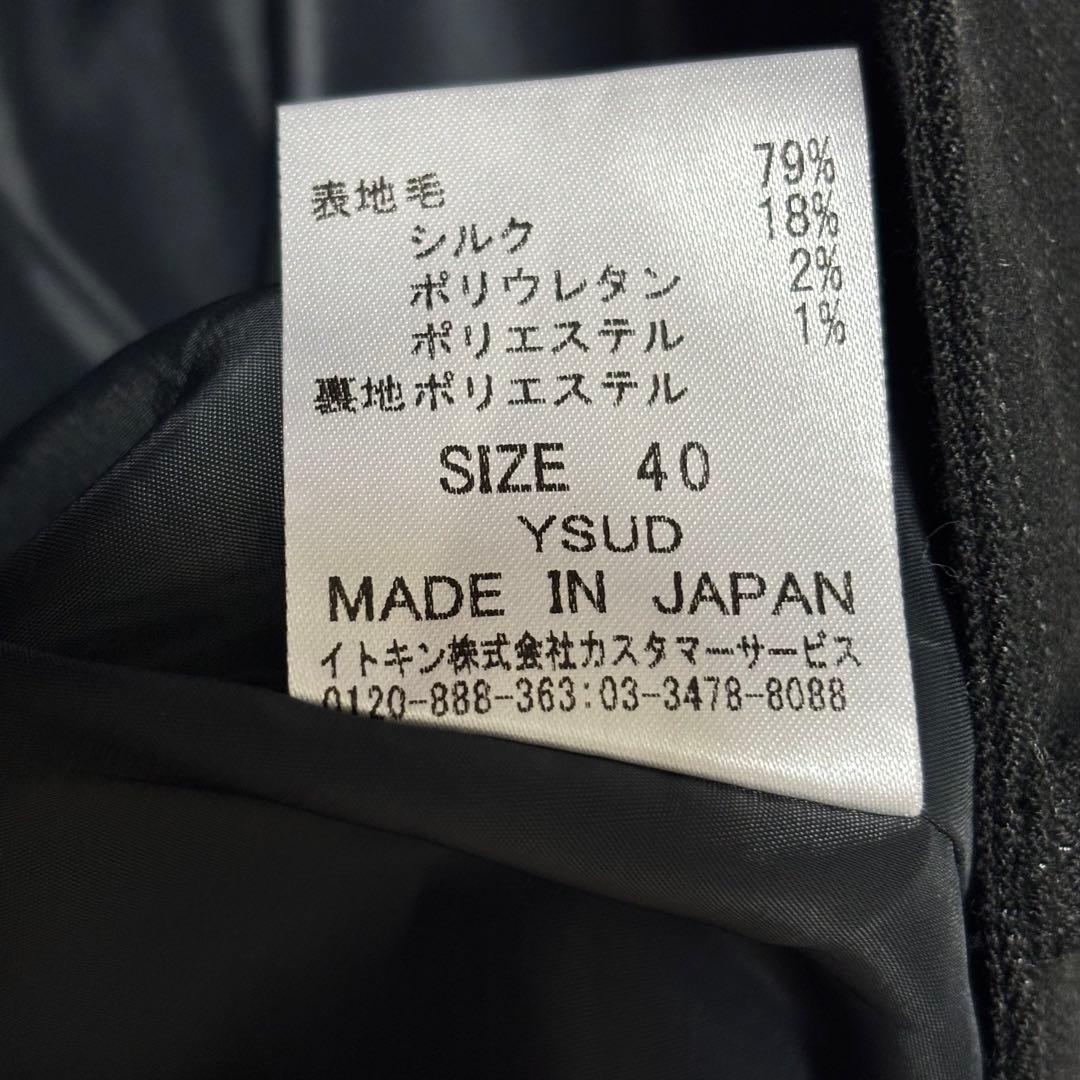 表地毛 79%
シルク 18%
ポリウレタン 2%
ポリエステル 1%
裏地ポリエステル
SIZE 40
YSUD
MADE IN JAPAN
イトキン株式会社カスタマーサービス
0120-888-363:03-3478-8088